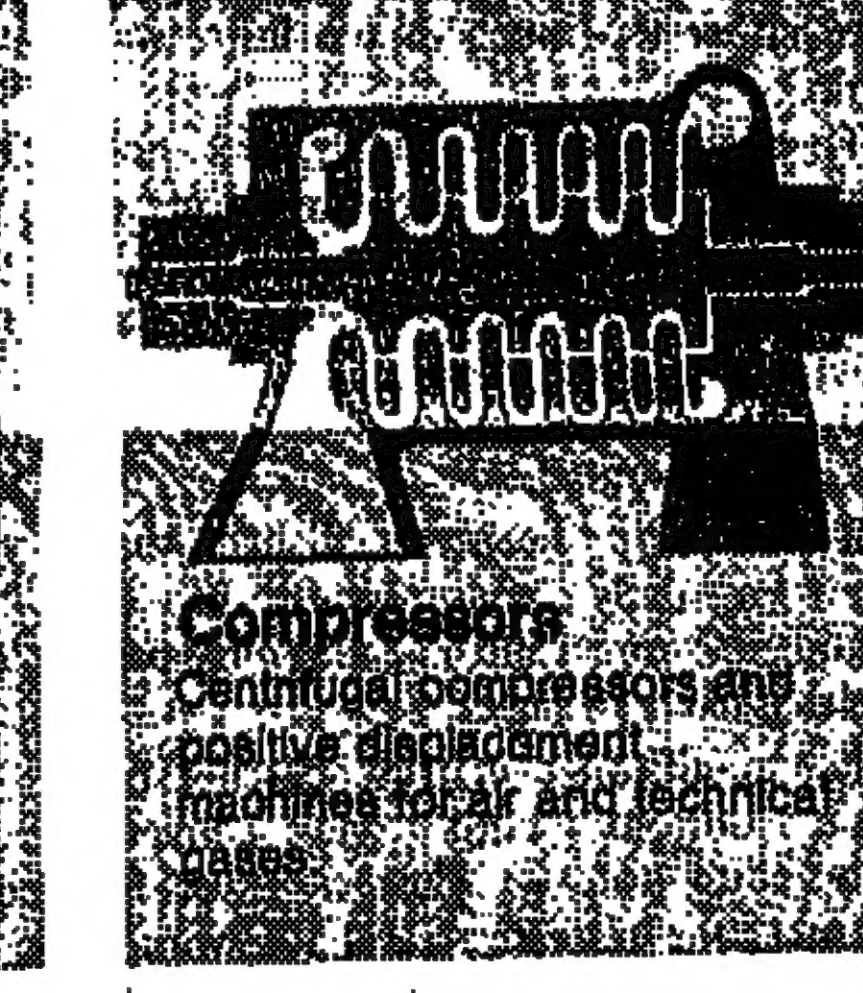 Compressors
Centrifugal compressors and
positive displacement
machines for air and technical
gases.